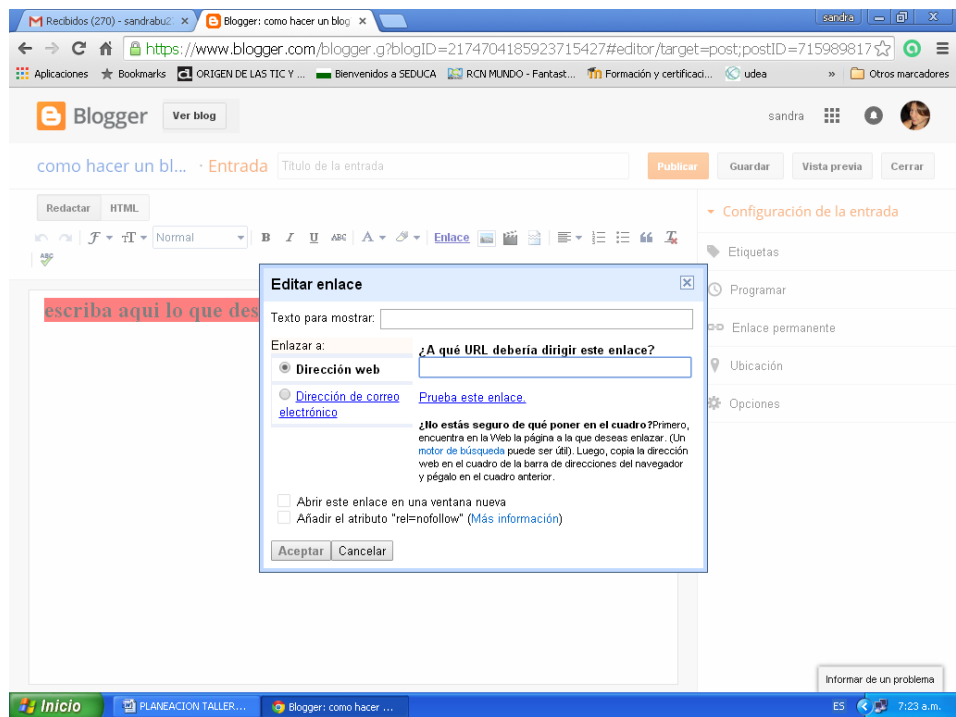 Recibidos (270) - sandrabu2
Blogger: como hacer un blog
sandra
https://www.blogger.com/blogger.g?blogID=2174704185923715427#editor/target=post;postID=715989817
Aplicaciones Bookmarks ORIGEN DE LAS TIC Y ... Bienvenidos a SEDUCA RCN MUNDO - Fantast... Formación y certificaci... udea » Otros marcadores
Blogger Ver blog sandra
como hacer un bl... · Entrada Título de la entrada Publicar Guardar Vista previa Cerrar
Redactar HTML
Normal B I U ABC A Enlace
ABC
Configuración de la entrada
Etiquetas
Programar
Enlace permanente
Ubicación
Opciones
escriba aqui lo que des
Editar enlace
Texto para mostrar:
Enlazar a:
Dirección web
Dirección de correo
electrónico
¿A qué URL debería dirigir este enlace?
Prueba este enlace.
¿No estás seguro de qué poner en el cuadro?Primero,
encuentra en la Web la página a la que deseas enlazar. (Un
motor de búsqueda puede ser útil). Luego, copia la dirección
web en el cuadro de la barra de direcciones del navegador
y pégalo en el cuadro anterior.
Abrir este enlace en una ventana nueva
Añadir el atributo "rel=nofollow" (Más información)
Aceptar Cancelar
Informar de un problema
Inicio PLANEACION TALLER... Blogger: como hacer ... ES 7:23 a.m.